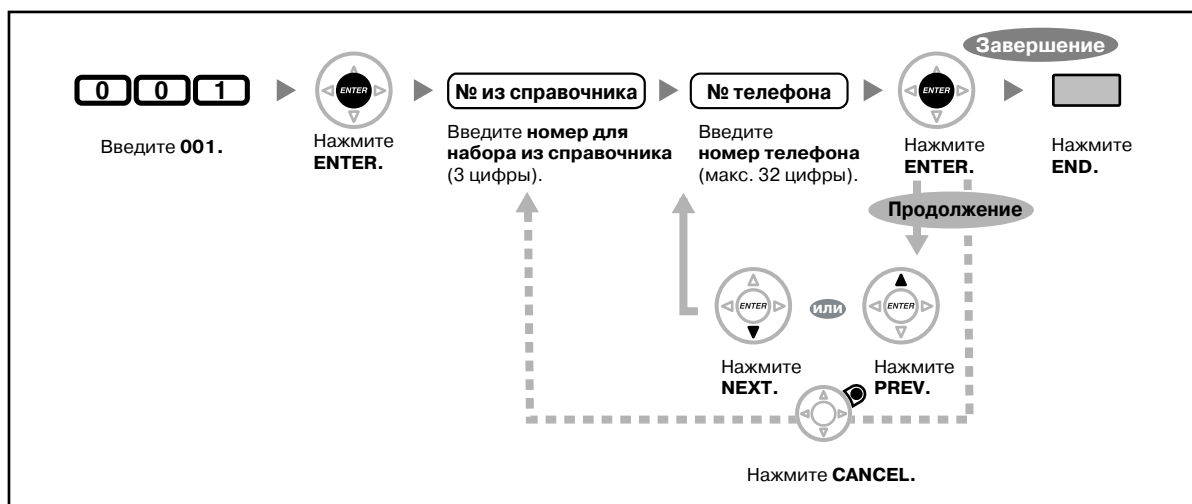 Завершение
0 0 1
ENTER
№ из справочника
№ телефона
ENTER
Введите 001.
Нажмите
ENTER.
Введите номер для
набора из справочника
(3 цифры).
Введите
номер телефона
(макс. 32 цифры).
Нажмите
ENTER.
Нажмите
END.
Продолжение
ENTER
или
ENTER
Нажмите
NEXT.
Нажмите
PREV.
Нажмите CANCEL.